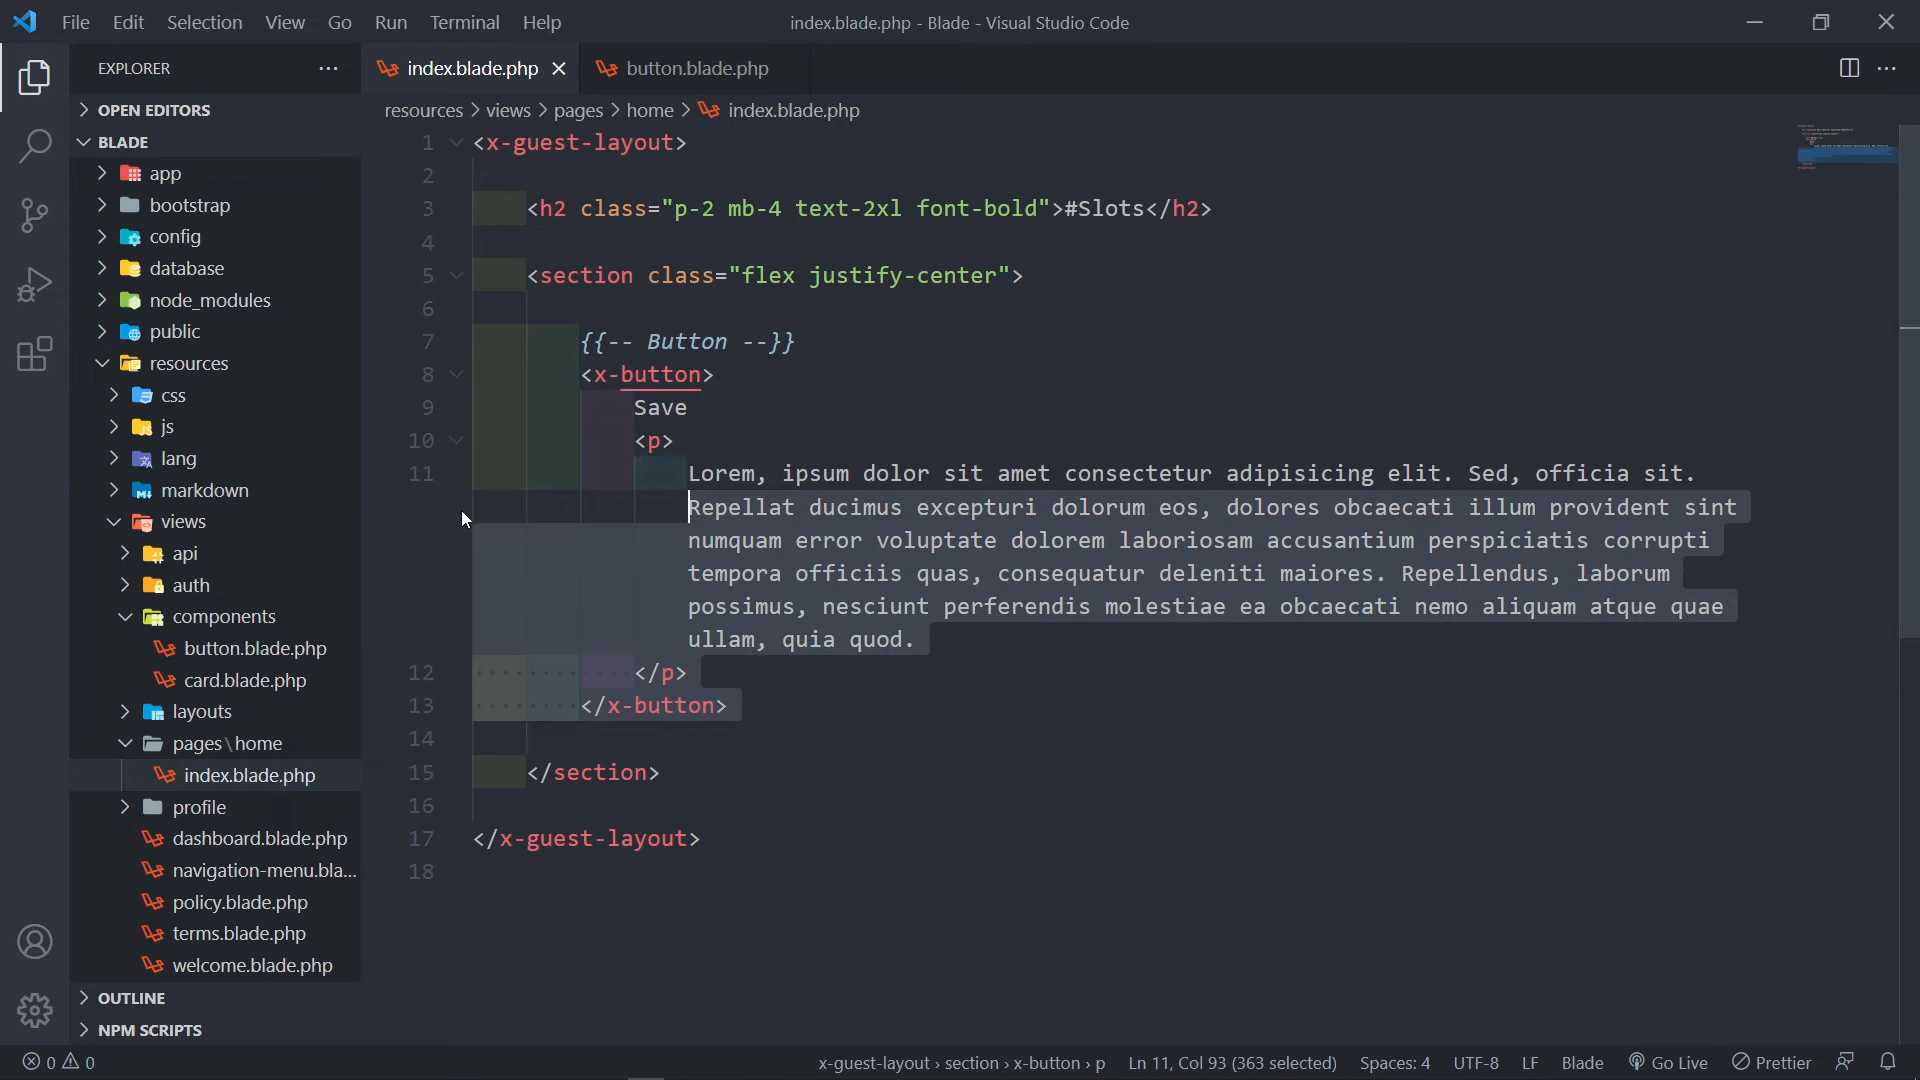 File Edit Selection View Go Run Terminal Help
index.blade.php - Blade - Visual Studio Code
EXPLORER
index.blade.php
button.blade.php
OPEN EDITORS
BLADE
app
bootstrap
config
database
node_modules
public
resources
css
js
lang
markdown
views
api
auth
components
button.blade.php
card.blade.php
layouts
pages\home
index.blade.php
profile
dashboard.blade.php
navigation-menu.bla...
policy.blade.php
terms.blade.php
welcome.blade.php
OUTLINE
NPM SCRIPTS
resources > views > pages > home > index.blade.php
1 <x-guest-layout>
2
3 <h2 class="p-2 mb-4 text-2xl font-bold">#Slots</h2>
4
5 <section class="flex justify-center">
6
7 {{-- Button --}}
8 <x-button>
9 Save
10 <p>
11 Lorem, ipsum dolor sit amet consectetur adipisicing elit. Sed, officia sit.
Repellat ducimus excepturi dolorum eos, dolores obcaecati illum provident sint
numquam error voluptate dolorem laboriosam accusantium perspiciatis corrupti
tempora officiis quas, consequatur deleniti maiores. Repellendus, laborum
possimus, nesciunt perferendis molestiae ea obcaecati nemo aliquam atque quae
ullam, quia quod.
12 </p>
13 </x-button>
14
15 </section>
16
17 </x-guest-layout>
18
0 0
x-guest-layout › section › x-button › p
Ln 11, Col 93 (363 selected)
Spaces: 4
UTF-8
LF
Blade
Go Live
Prettier